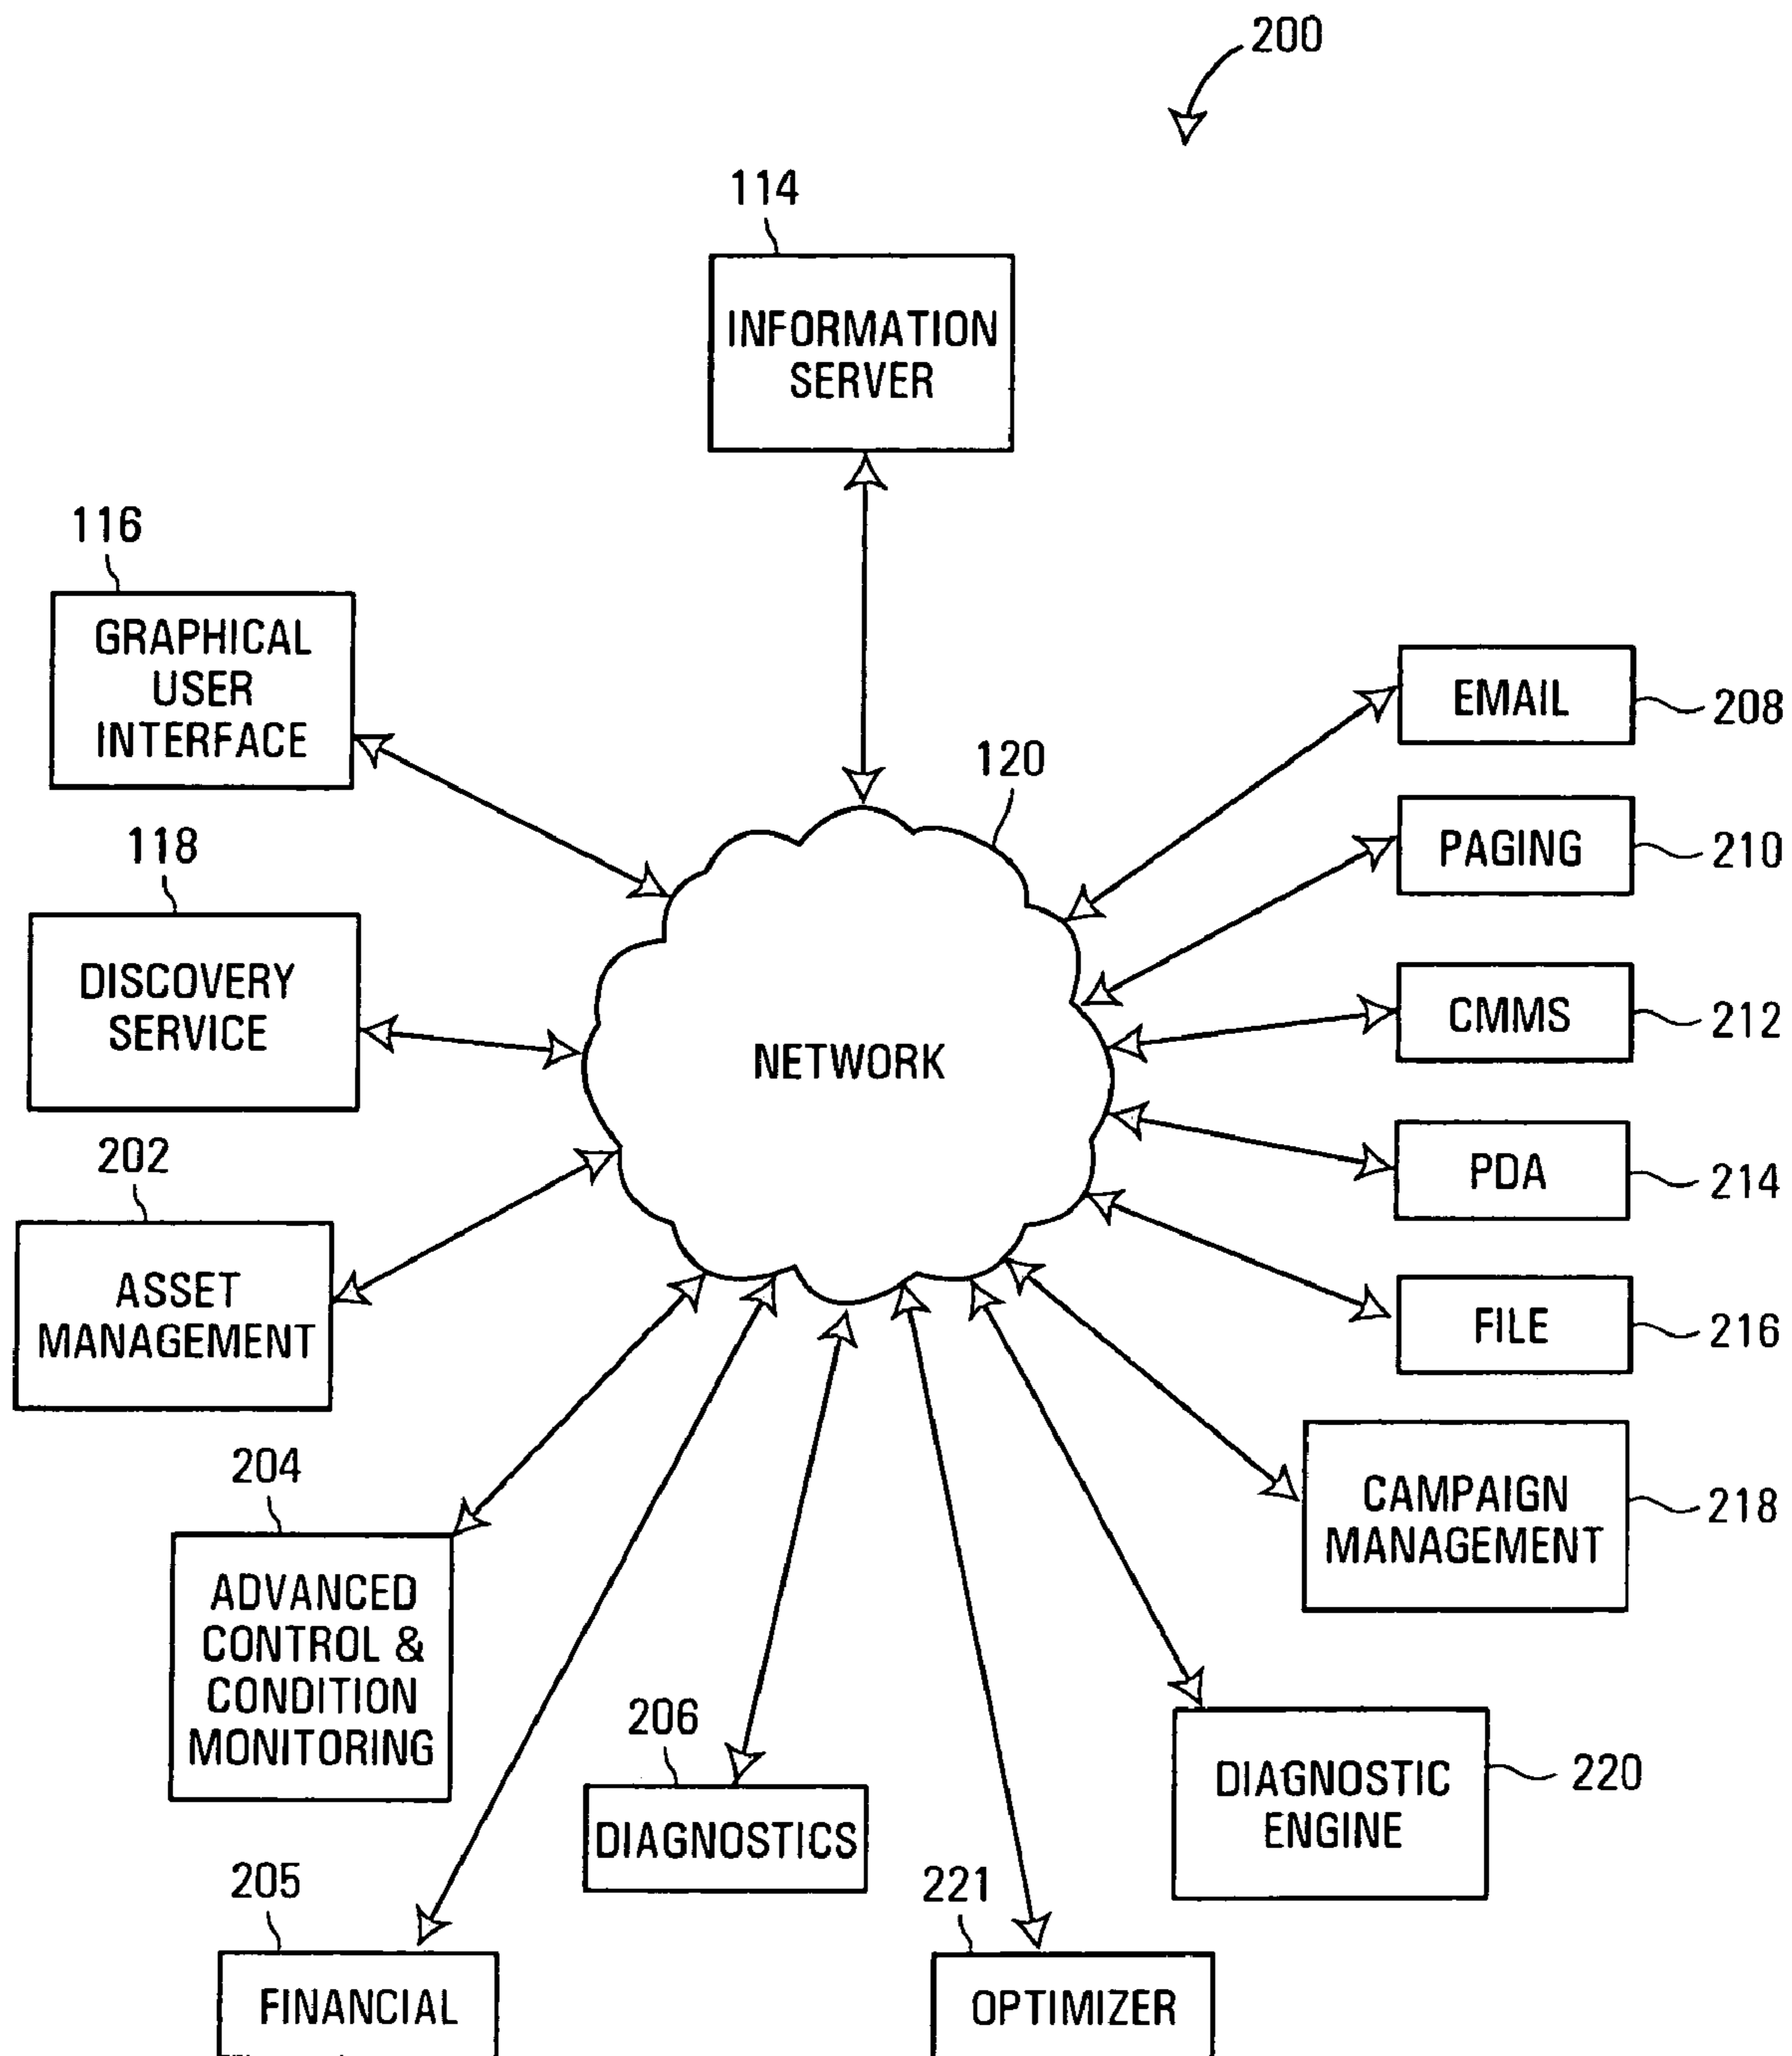 200
114
INFORMATION
SERVER
116
GRAPHICAL
USER
INTERFACE
EMAIL
208
120
PAGING
210
118
DISCOVERY
SERVICE
NETWORK
CMMS
212
202
ASSET
MANAGEMENT
PDA
214
FILE
216
204
ADVANCED
CONTROL &
CONDITION
MONITORING
CAMPAIGN
MANAGEMENT
218
206
DIAGNOSTICS
DIAGNOSTIC
ENGINE
220
205
FINANCIAL
221
OPTIMIZER